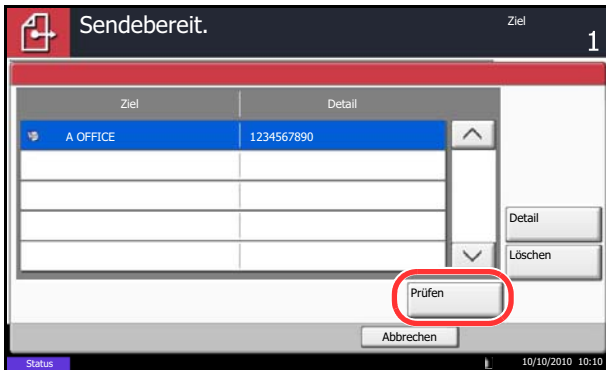 Sendebereit.
Ziel
1
Ziel Detail
A OFFICE 1234567890
Detail
Löschen
Prüfen
Abbrechen
Status 10/10/2010 10:10